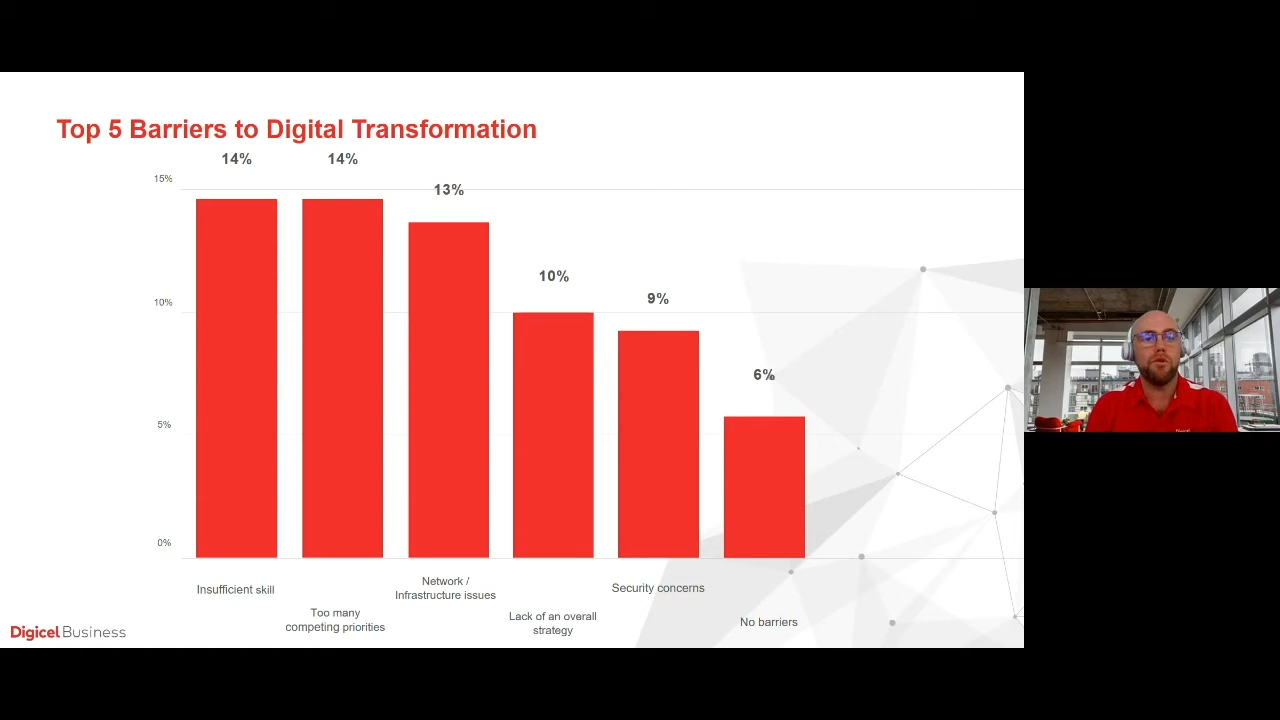 Top 5 Barriers to Digital Transformation
14%
14%
13%
10%
9%
6%
15%
10%
5%
0%
Insufficient skill
Too many
competing priorities
Network /
Infrastructure issues
Lack of an overall
strategy
Security concerns
No barriers
Digicel Business